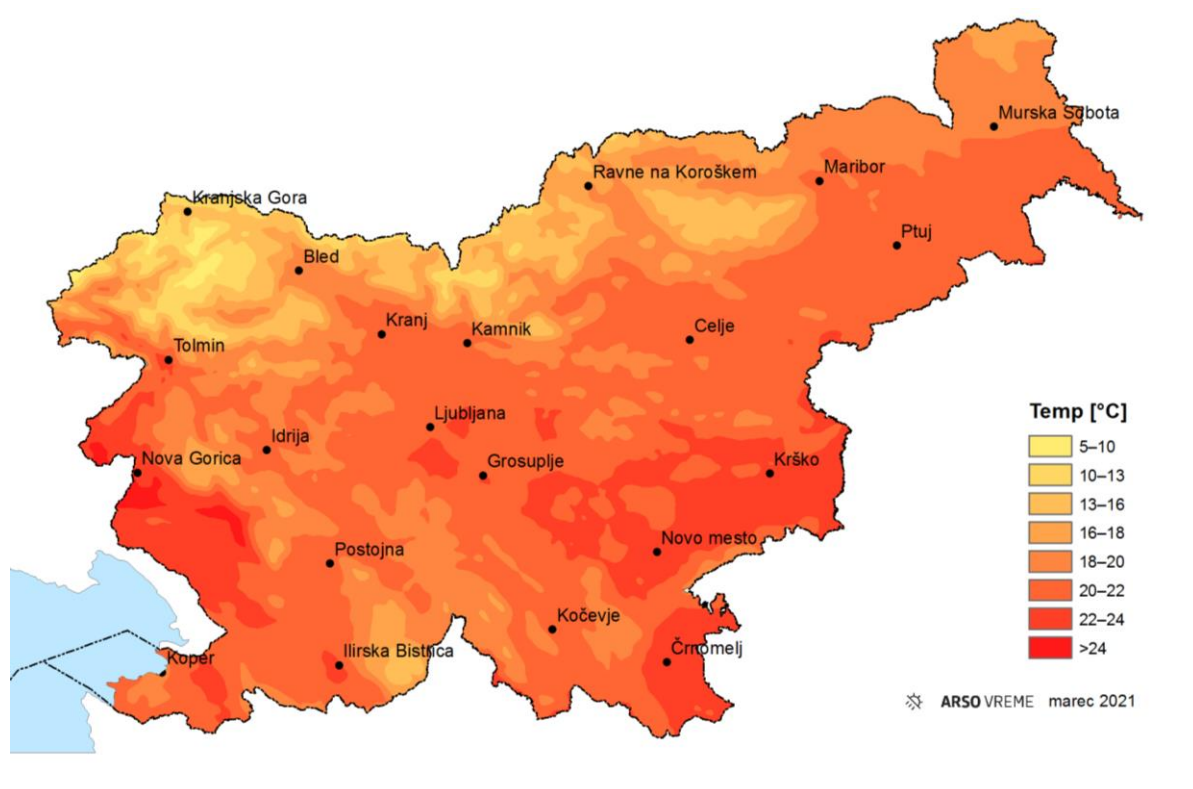 Murska Sobota
Ravne na Koroškem
Maribor
Kranjska Gora
Ptuj
Bled
Kranj
Kamnik
Celje
Tolmin
Ljubljana
Idrija
Nova Gorica
Grosuplje
Krško
Novo mesto
Postojna
Kočevje
Ilirska Bistrica
Koper
Črnomelj
Temp [°C]
5–10
10–13
13–16
16–18
18–20
20–22
22–24
>24
ARSO VREME marec 2021